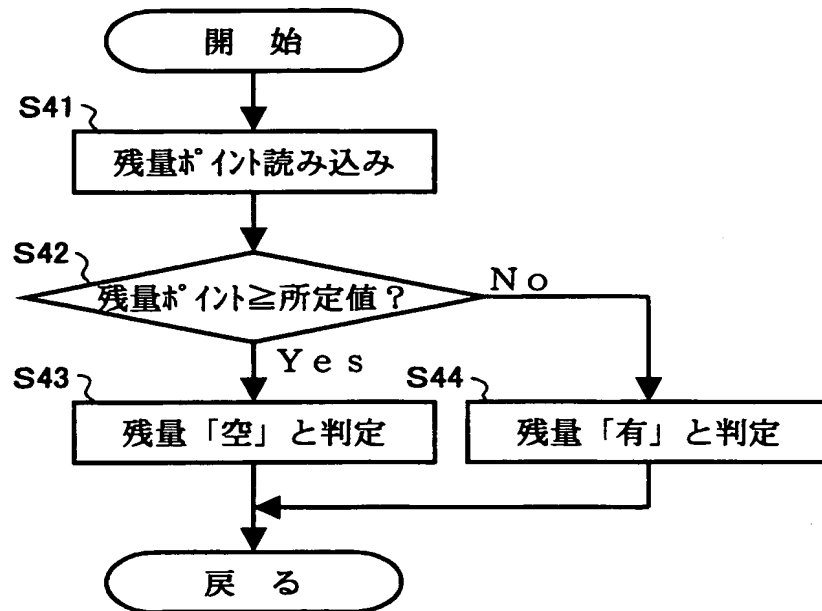 開 始
S41
残量ﾎﾟｲﾝﾄ読み込み
S42
残量ﾎﾟｲﾝﾄ≧所定値？
Ｎｏ
Ｙｅｓ
S43
S44
残量「空」と判定
残量「有」と判定
戻 る